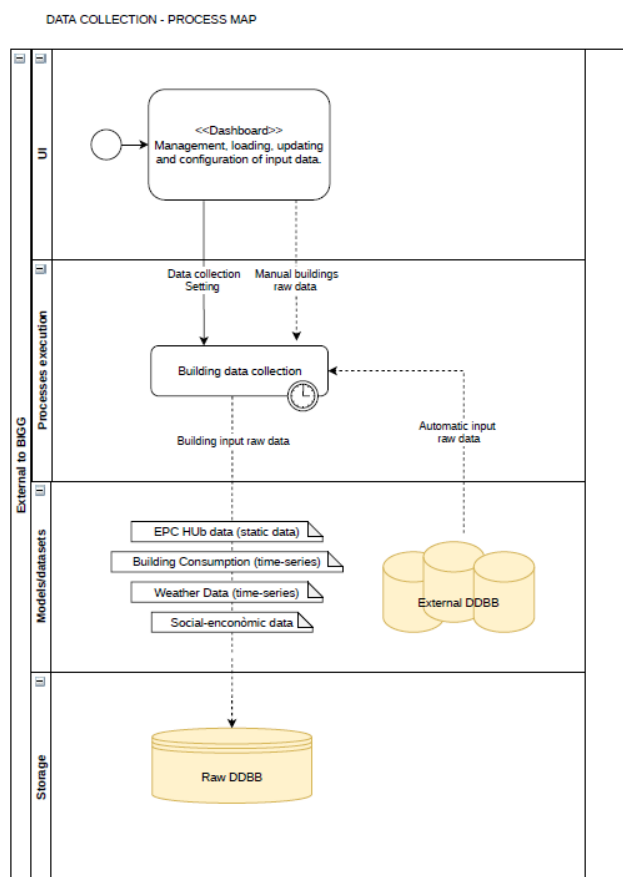 DATA COLLECTION - PROCESS MAP
External to BIGG
UI
<<Dashboard>>
Management, loading, updating
and configuration of input data.
Processes execution
Data collection
Setting
Manual buildings
raw data
Building data collection
Building input raw data
Automatic input
raw data
Models/datasets
EPC HUb data (static data)
Building Consumption (time-series)
Weather Data (time-series)
Social-enconòmic data
External DDBB
Storage
Raw DDBB